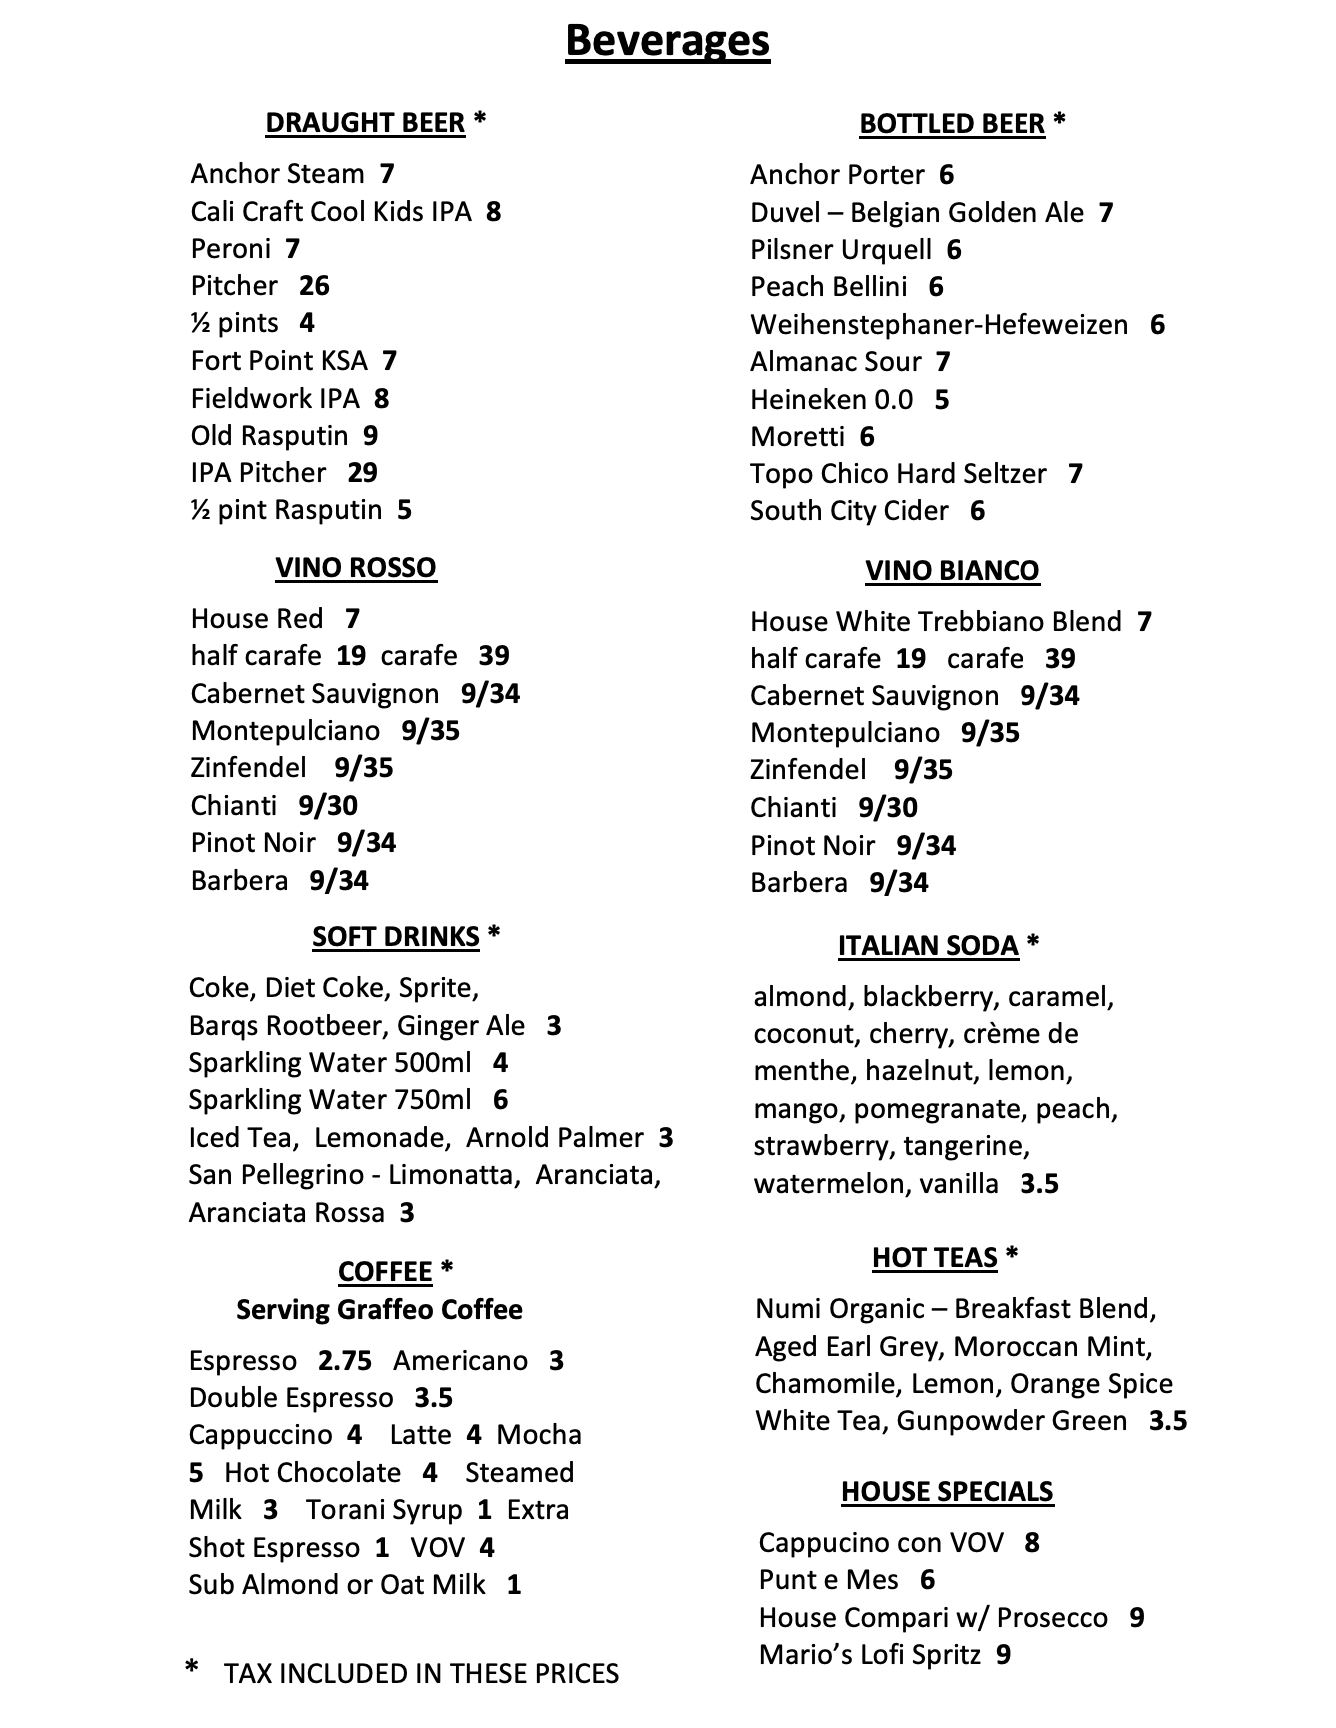 Beverages
DRAUGHT BEER *
Anchor Steam 7
Cali Craft Cool Kids IPA 8
Peroni 7
Pitcher 26
½ pints 4
Fort Point KSA 7
Fieldwork IPA 8
Old Rasputin 9
IPA Pitcher 29
½ pint Rasputin 5
VINO ROSSO
House Red 7
half carafe 19 carafe 39
Cabernet Sauvignon 9/34
Montepulciano 9/35
Zinfendel 9/35
Chianti 9/30
Pinot Noir 9/34
Barbera 9/34
SOFT DRINKS *
Coke, Diet Coke, Sprite,
Barqs Rootbeer, Ginger Ale 3
Sparkling Water 500ml 4
Sparkling Water 750ml 6
Iced Tea, Lemonade, Arnold Palmer 3
San Pellegrino - Limonatta, Aranciata,
Aranciata Rossa 3
COFFEE *
Serving Graffeo Coffee
Espresso 2.75 Americano 3
Double Espresso 3.5
Cappuccino 4 Latte 4 Mocha
5 Hot Chocolate 4 Steamed
Milk 3 Torani Syrup 1 Extra
Shot Espresso 1 VOV 4
Sub Almond or Oat Milk 1
* TAX INCLUDED IN THESE PRICES
BOTTLED BEER *
Anchor Porter 6
Duvel – Belgian Golden Ale 7
Pilsner Urquell 6
Peach Bellini 6
Weihenstephaner-Hefeweizen 6
Almanac Sour 7
Heineken 0.0 5
Moretti 6
Topo Chico Hard Seltzer 7
South City Cider 6
VINO BIANCO
House White Trebbiano Blend 7
half carafe 19 carafe 39
Cabernet Sauvignon 9/34
Montepulciano 9/35
Zinfendel 9/35
Chianti 9/30
Pinot Noir 9/34
Barbera 9/34
ITALIAN SODA *
almond, blackberry, caramel,
coconut, cherry, crème de
menthe, hazelnut, lemon,
mango, pomegranate, peach,
strawberry, tangerine,
watermelon, vanilla 3.5
HOT TEAS *
Numi Organic – Breakfast Blend,
Aged Earl Grey, Moroccan Mint,
Chamomile, Lemon, Orange Spice
White Tea, Gunpowder Green 3.5
HOUSE SPECIALS
Cappucino con VOV 8
Punt e Mes 6
House Compari w/ Prosecco 9
Mario’s Lofi Spritz 9